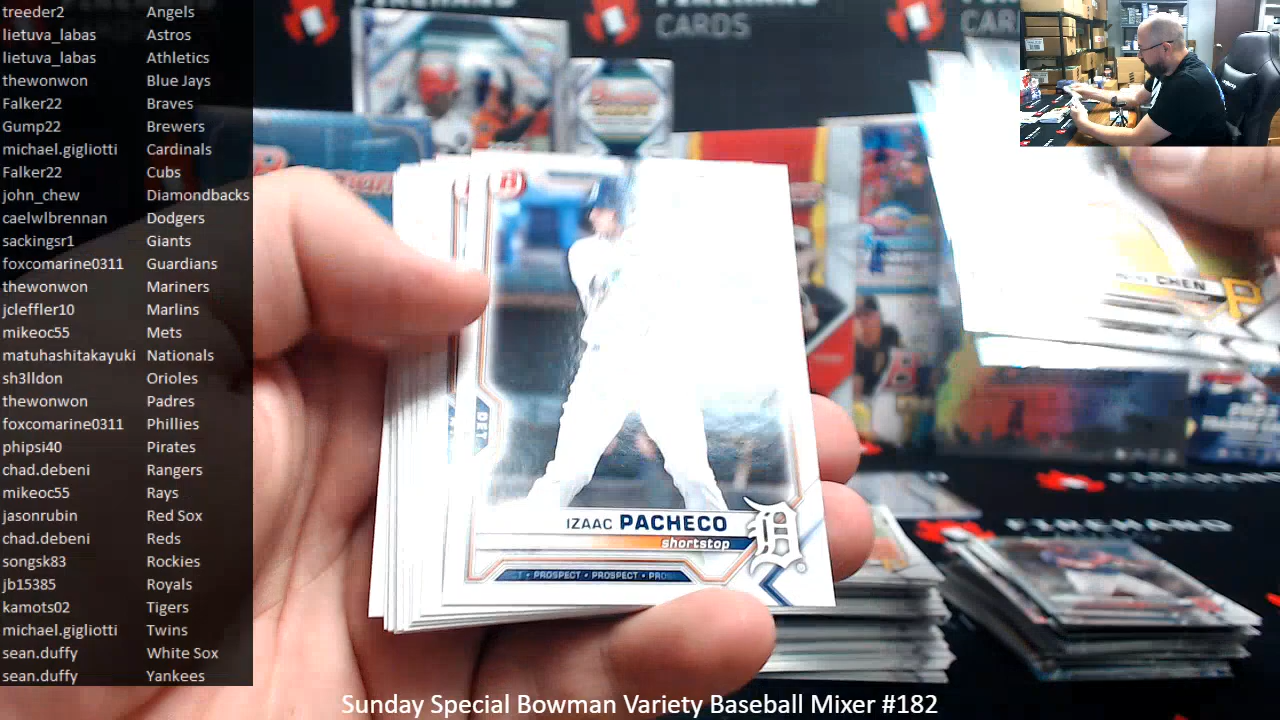 treeder2 Angels
lietuva_labas Astros
lietuva_labas Athletics
thewonwon Blue Jays
Falker22 Braves
Gump22 Brewers
michael.gigliotti Cardinals
Falker22 Cubs
john_chew Diamondbacks
caelwlbrennan Dodgers
sackingsr1 Giants
foxcomarine0311 Guardians
thewonwon Mariners
jcleffler10 Marlins
mikeoc55 Mets
matuhashitakayuki Nationals
sh3lldon Orioles
thewonwon Padres
foxcomarine0311 Phillies
phipsi40 Pirates
chad.debeni Rangers
mikeoc55 Rays
jasonrubin Red Sox
chad.debeni Reds
songsk83 Rockies
jb15385 Royals
kamots02 Tigers
michael.gigliotti Twins
sean.duffy White Sox
sean.duffy Yankees
CARDS
CHEN
P
B
DET
IZAAC PACHECO
shortstop
PROSPECT • PROSPECT • PRO
D
Sunday Special Bowman Variety Baseball Mixer #182